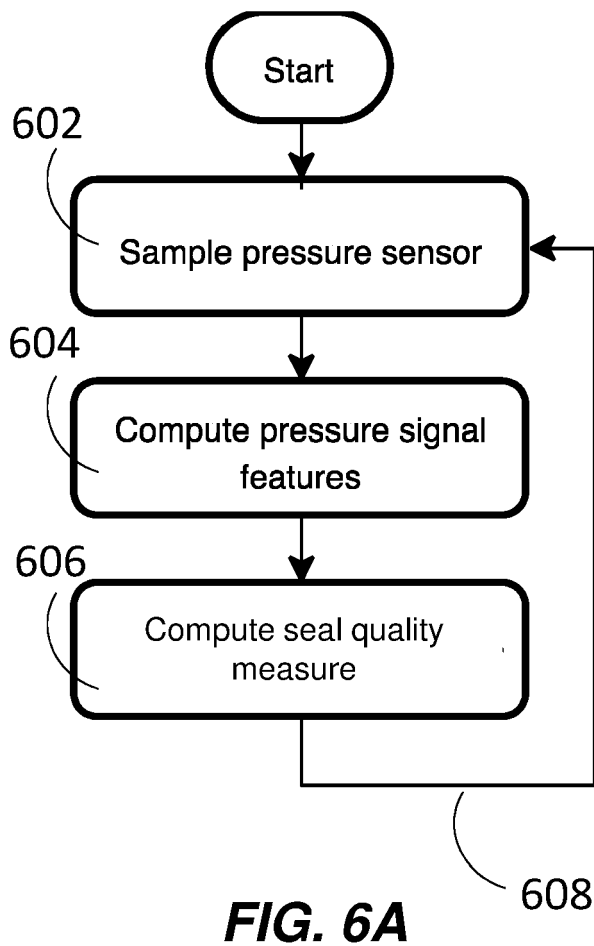 Start
602
Sample pressure sensor
604
Compute pressure signal
features
606
Compute seal quality
measure
608
FIG. 6A